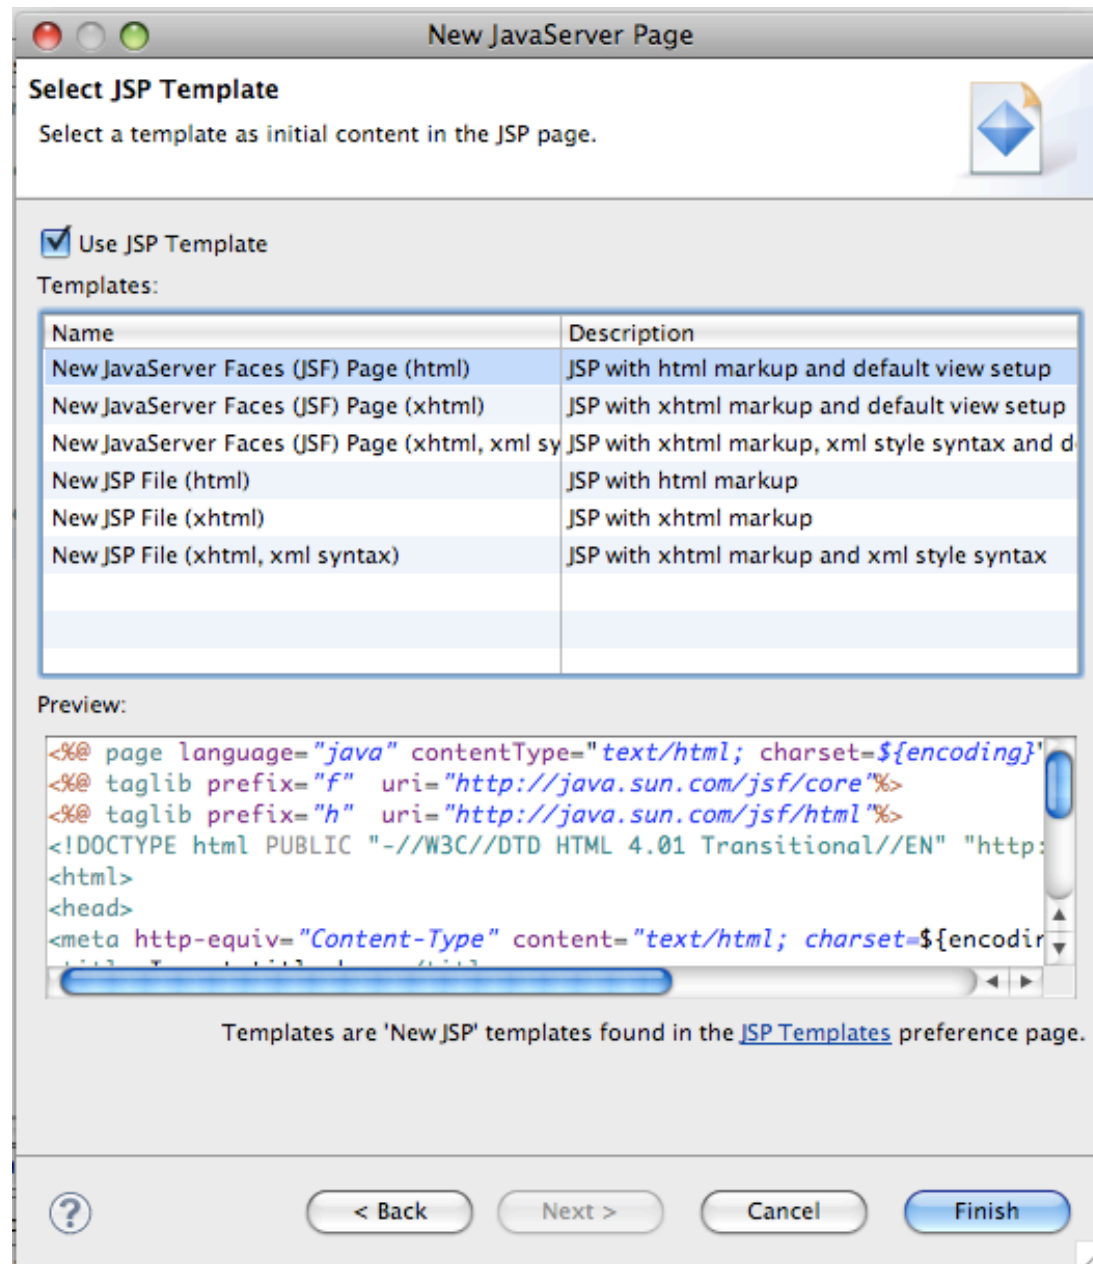 New JavaServer Page
Select JSP Template
Select a template as initial content in the JSP page.
Use JSP Template
Templates:
Name Description
New JavaServer Faces (JSF) Page (html) JSP with html markup and default view setup
New JavaServer Faces (JSF) Page (xhtml) JSP with xhtml markup and default view setup
New JavaServer Faces (JSF) Page (xhtml, xml sy JSP with xhtml markup, xml style syntax and d
New JSP File (html) JSP with html markup
New JSP File (xhtml) JSP with xhtml markup
New JSP File (xhtml, xml syntax) JSP with xhtml markup and xml style syntax
Preview:
<%@ page language="java" contentType="text/html; charset=${encoding}"
<%@ taglib prefix="f"  uri="http://java.sun.com/jsf/core"%>
<%@ taglib prefix="h"  uri="http://java.sun.com/jsf/html"%>
<!DOCTYPE html PUBLIC "-//W3C//DTD HTML 4.01 Transitional//EN" "http:
<html>
<head>
<meta http-equiv="Content-Type" content="text/html; charset=${encodin
Templates are 'New JSP' templates found in the JSP Templates preference page.
?
< Back Next > Cancel Finish